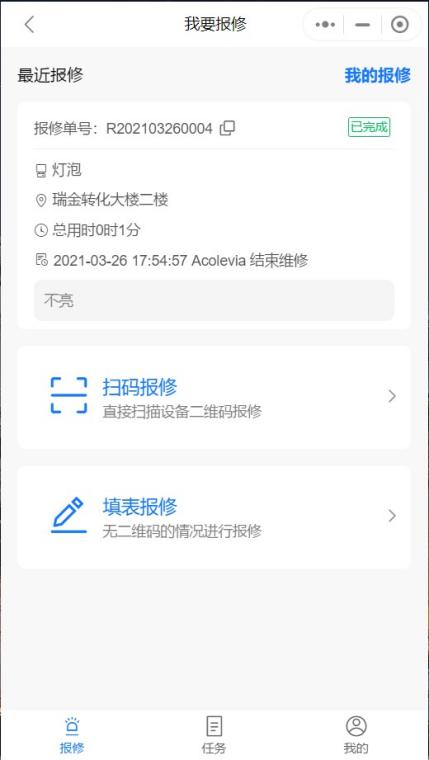 我要报修
最近报修 我的报修
报修单号：R202103260004 已完成
灯泡
瑞金转化大楼二楼
总用时0时1分
2021-03-26 17:54:57 Acolevia 结束维修
不亮
扫码报修
直接扫描设备二维码报修
填表报修
无二维码的情况进行报修
报修 任务 我的